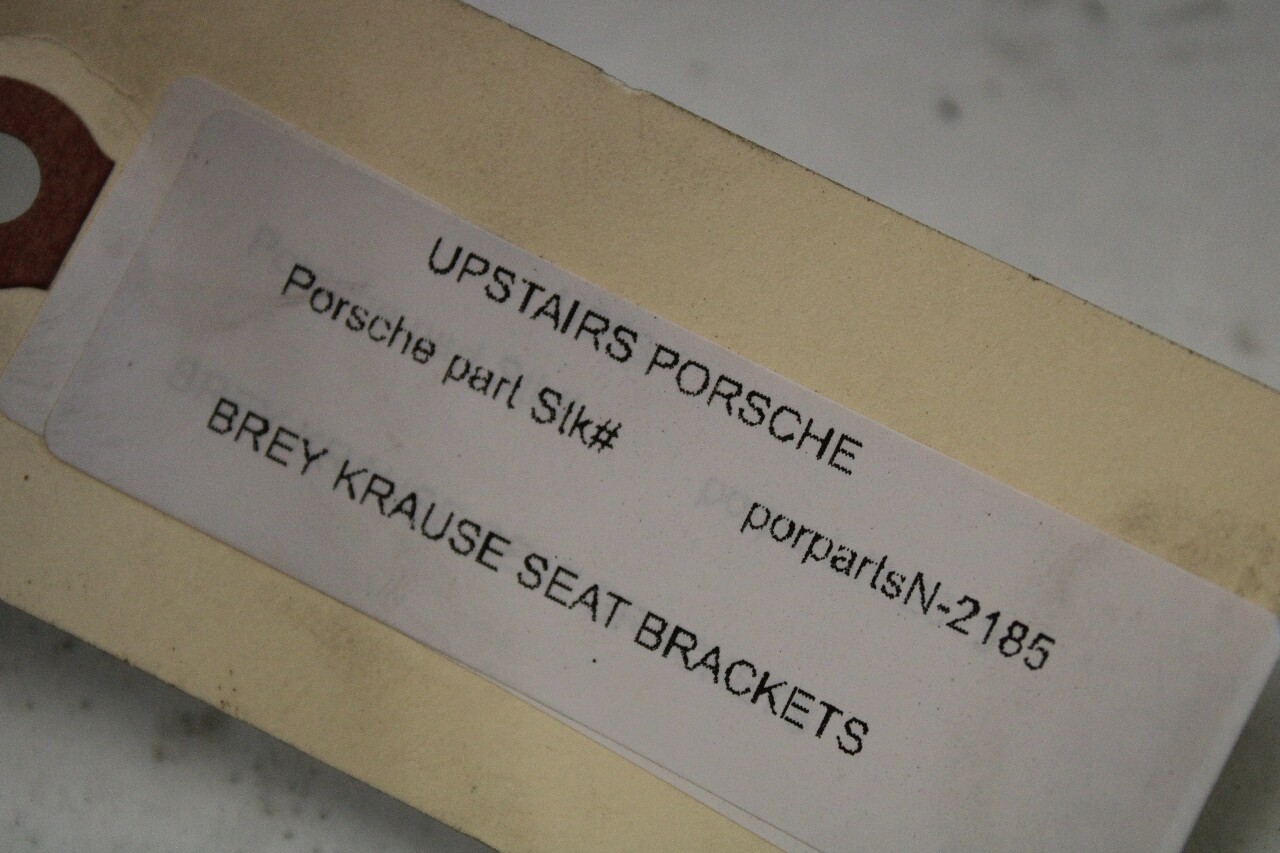 UPSTAIRS PORSCHE
Porsche part Stk# porpartsN-2185
BREY KRAUSE SEAT BRACKETS